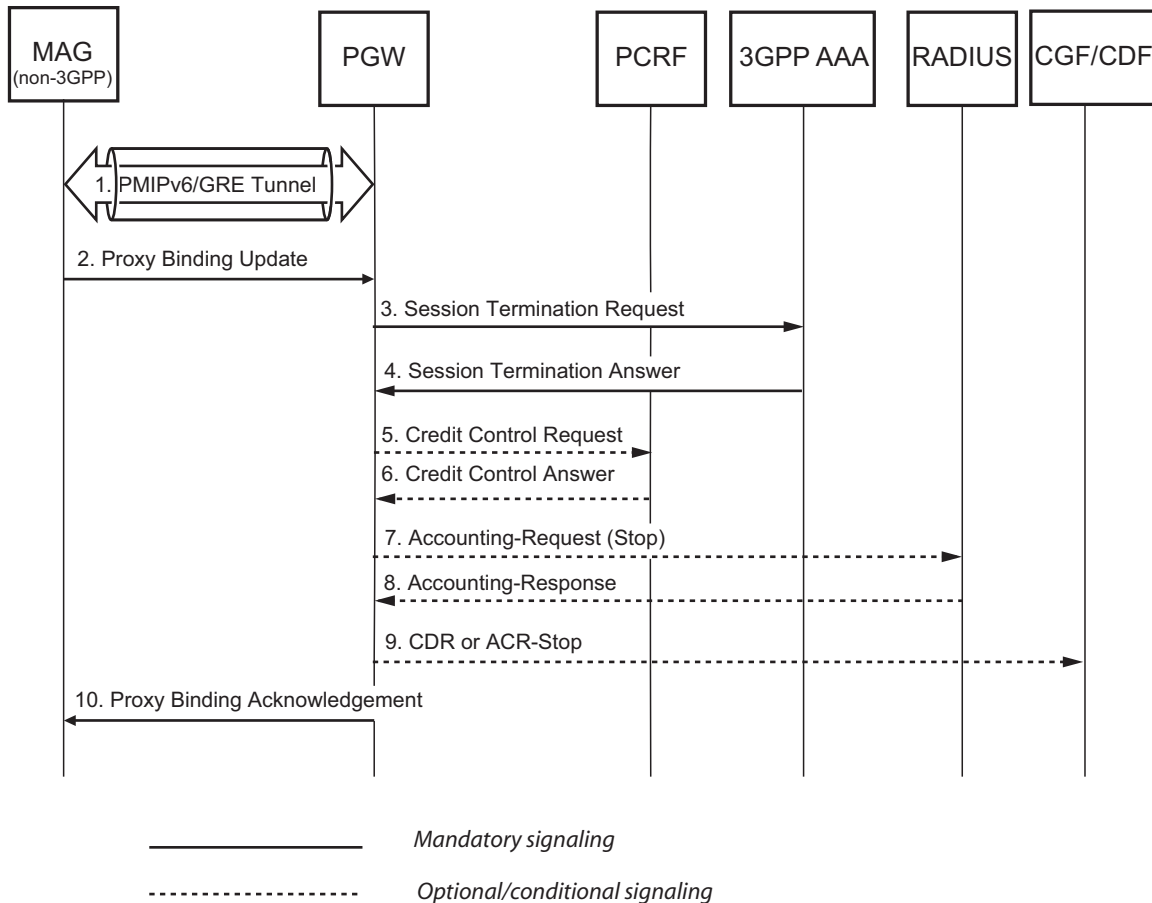 MAG
(non-3GPP)
PGW
PCRF
3GPP AAA
RADIUS
CGF/CDF
1. PMIPv6/GRE Tunnel
2. Proxy Binding Update
3. Session Termination Request
4. Session Termination Answer
5. Credit Control Request
6. Credit Control Answer
7. Accounting-Request (Stop)
8. Accounting-Response
9. CDR or ACR-Stop
10. Proxy Binding Acknowledgement
Mandatory signaling
Optional/conditional signaling